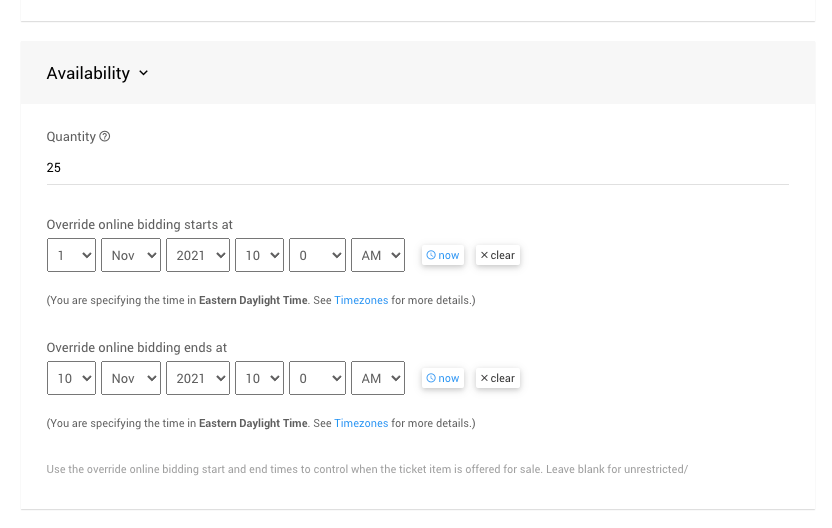 Availability
Quantity
25
Override online bidding starts at
1 Nov 2021 10 0 AM now × clear
(You are specifying the time in Eastern Daylight Time. See Timezones for more details.)
Override online bidding ends at
10 Nov 2021 10 0 AM now × clear
(You are specifying the time in Eastern Daylight Time. See Timezones for more details.)
Use the override online bidding start and end times to control when the ticket item is offered for sale. Leave blank for unrestricted/